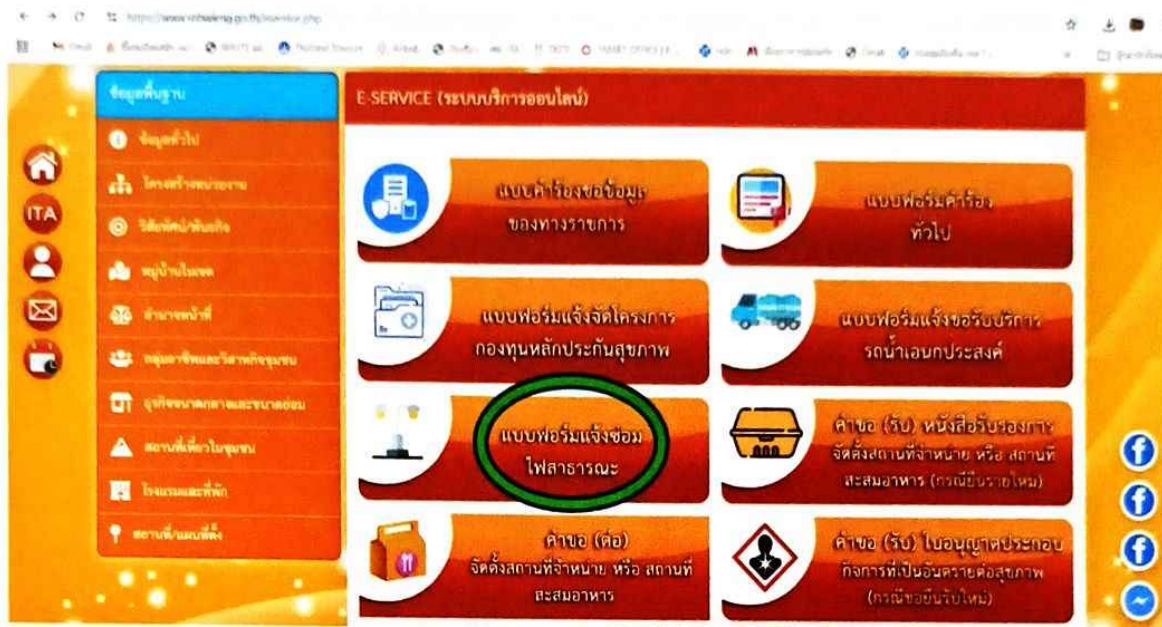 ข้อมูลพื้นฐาน
ข้อมูลทั่วไป
โครงสร้างหน่วยงาน
วิสัยทัศน์/พันธกิจ
หมู่บ้านในเขต
อำนาจหน้าที่
กลุ่มอาชีพและวิสาหกิจชุมชน
ธุรกิจขนาดกลางและขนาดย่อม
สถานที่เที่ยวในชุมชน
โรงแรมและที่พัก
สถานที่/แผนที่ตั้ง
ITA
E-SERVICE (ระบบบริการออนไลน์)
แบบคำร้องขอข้อมูล
ของทางราชการ
แบบฟอร์มคำร้อง
ทั่วไป
แบบฟอร์มแจ้งจัดโครงการ
กองทุนหลักประกันสุขภาพ
แบบฟอร์มแจ้งขอรับบริการ
รถน้ำเอนกประสงค์
แบบฟอร์มแจ้งซ่อม
ไฟสาธารณะ
คำขอ (รับ) หนังสือรับรองการ
จัดตั้งสถานที่จำหน่าย หรือ สถานที่
สะสมอาหาร (กรณียื่นรายใหม่)
คำขอ (ต่อ)
จัดตั้งสถานที่จำหน่าย หรือ สถานที่
สะสมอาหาร
คำขอ (รับ) ใบอนุญาตประกอบ
กิจการที่เป็นอันตรายต่อสุขภาพ
(กรณีขอยื่นรับใหม่)